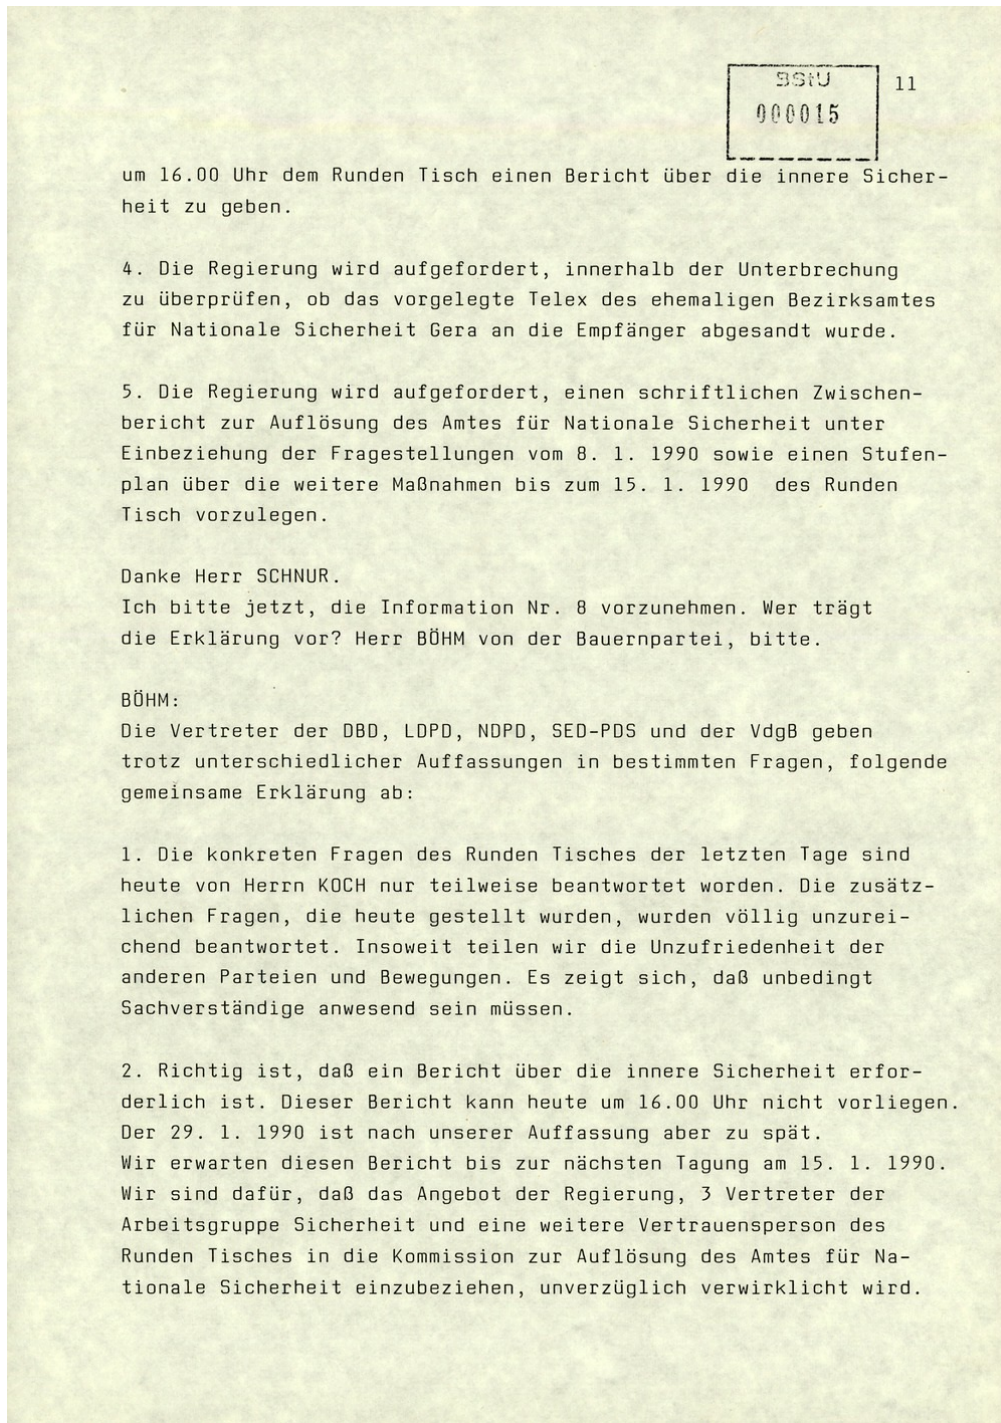 BStU
000015
11
um 16.00 Uhr dem Runden Tisch einen Bericht über die innere Sicher-
heit zu geben.
4. Die Regierung wird aufgefordert, innerhalb der Unterbrechung
zu überprüfen, ob das vorgelegte Telex des ehemaligen Bezirksamtes
für Nationale Sicherheit Gera an die Empfänger abgesandt wurde.
5. Die Regierung wird aufgefordert, einen schriftlichen Zwischen-
bericht zur Auflösung des Amtes für Nationale Sicherheit unter
Einbeziehung der Fragestellungen vom 8. 1. 1990 sowie einen Stufen-
plan über die weitere Maßnahmen bis zum 15. 1. 1990  des Runden
Tisch vorzulegen.
Danke Herr SCHNUR.
Ich bitte jetzt, die Information Nr. 8 vorzunehmen. Wer trägt
die Erklärung vor? Herr BÖHM von der Bauernpartei, bitte.
BÖHM:
Die Vertreter der DBD, LDPD, NDPD, SED-PDS und der VdgB geben
trotz unterschiedlicher Auffassungen in bestimmten Fragen, folgende
gemeinsame Erklärung ab:
1. Die konkreten Fragen des Runden Tisches der letzten Tage sind
heute von Herrn KOCH nur teilweise beantwortet worden. Die zusätz-
lichen Fragen, die heute gestellt wurden, wurden völlig unzurei-
chend beantwortet. Insoweit teilen wir die Unzufriedenheit der
anderen Parteien und Bewegungen. Es zeigt sich, daß unbedingt
Sachverständige anwesend sein müssen.
2. Richtig ist, daß ein Bericht über die innere Sicherheit erfor-
derlich ist. Dieser Bericht kann heute um 16.00 Uhr nicht vorliegen.
Der 29. 1. 1990 ist nach unserer Auffassung aber zu spät.
Wir erwarten diesen Bericht bis zur nächsten Tagung am 15. 1. 1990.
Wir sind dafür, daß das Angebot der Regierung, 3 Vertreter der
Arbeitsgruppe Sicherheit und eine weitere Vertrauensperson des
Runden Tisches in die Kommission zur Auflösung des Amtes für Na-
tionale Sicherheit einzubeziehen, unverzüglich verwirklicht wird.